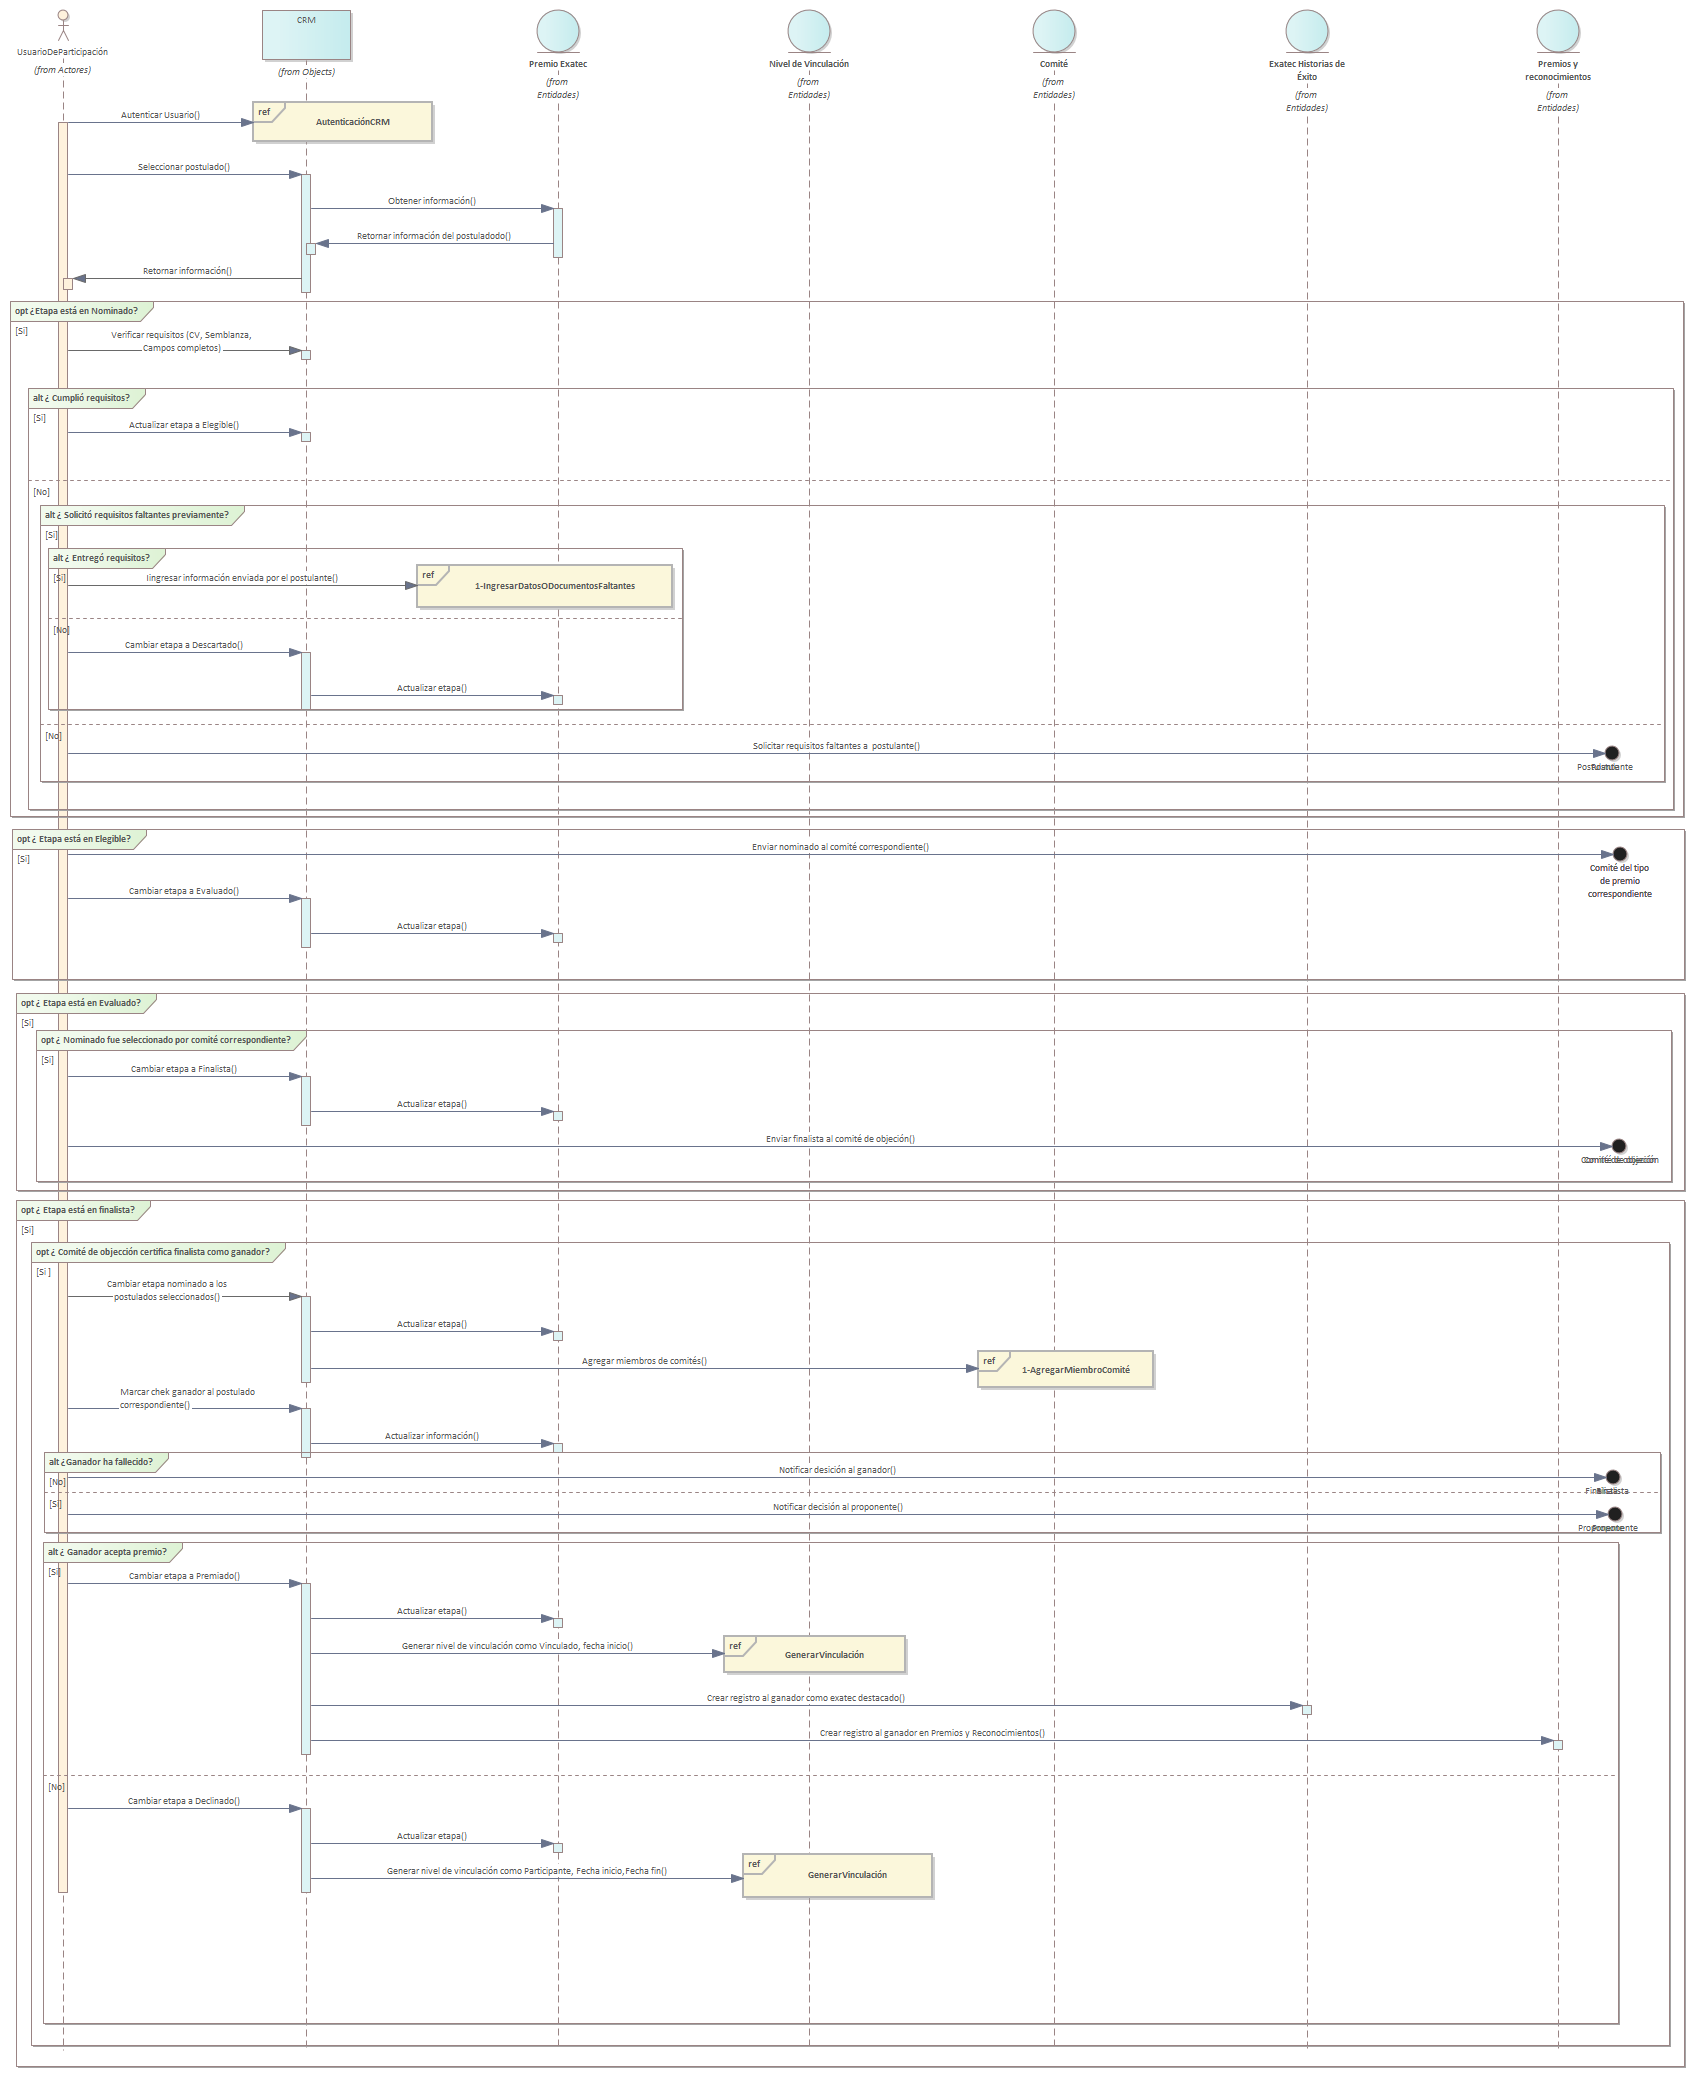 UsuarioDeParticipación
(from Actores)
CRM
(from Objects)
Premio Exatec
(from
Entidades)
Nivel de Vinculación
(from
Entidades)
Comité
(from
Entidades)
Exatec Historias de
Éxito
(from
Entidades)
Premios y
reconocimientos
(from
Entidades)
Autenticar Usuario()
ref
AutenticaciónCRM
Seleccionar postulado()
Obtener información()
Retornar información del postuladodo()
Retornar información()
opt ¿Etapa está en Nominado?
[Si]
Verificar requisitos (CV, Semblanza,
Campos completos)
alt ¿ Cumplió requisitos?
[Si]
Actualizar etapa a Elegible()
[No]
alt ¿ Solicitó requisitos faltantes previamente?
[Si]
alt ¿ Entregó requisitos?
[Si]
Iingresar información enviada por el postulante()
ref
1-IngresarDatosODocumentosFaltantes
[No]
Cambiar etapa a Descartado()
Actualizar etapa()
[No]
Solicitar requisitos faltantes a  postulante()
Postulante
opt ¿ Etapa está en Elegible?
[Si]
Enviar nominado al comité correspondiente()
Comité del tipo
de premio
correspondiente
Cambiar etapa a Evaluado()
Actualizar etapa()
opt ¿ Etapa está en Evaluado?
[Si]
opt ¿ Nominado fue seleccionado por comité correspondiente?
[Si]
Cambiar etapa a Finalista()
Actualizar etapa()
Enviar finalista al comité de objeción()
Comité de objeción
opt ¿ Etapa está en finalista?
[Si]
opt ¿ Comité de objección certifica finalista como ganador?
[Si ]
Cambiar etapa nominado a los
postulados seleccionados()
Actualizar etapa()
Agregar miembros de comités()
ref
1-AgregarMiembroComité
Marcar chek ganador al postulado
correspondiente()
Actualizar información()
alt ¿Ganador ha fallecido?
[No]
Notificar desición al ganador()
Finalista
[Si]
Notificar decisión al proponente()
Proponente
alt ¿ Ganador acepta premio?
[Si]
Cambiar etapa a Premiado()
Actualizar etapa()
Generar nivel de vinculación como Vinculado, fecha inicio()
ref
GenerarVinculación
Crear registro al ganador como exatec destacado()
Crear registro al ganador en Premios y Reconocimientos()
[No]
Cambiar etapa a Declinado()
Actualizar etapa()
Generar nivel de vinculación como Participante, Fecha inicio,Fecha fin()
ref
GenerarVinculación